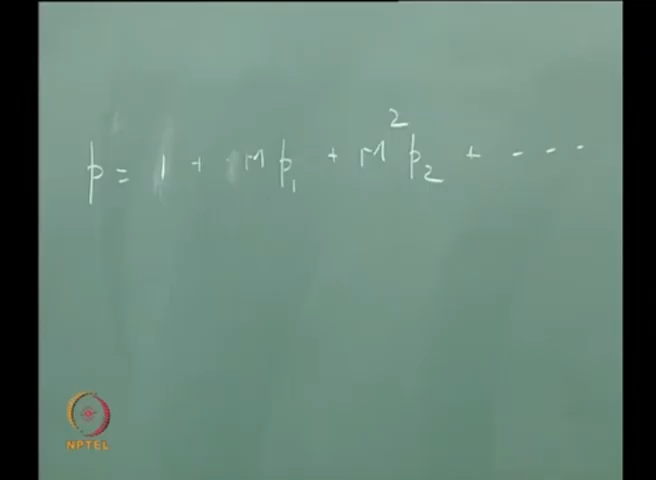 p = 1 + M p₁ + M² p₂ + - - -
NPTEL